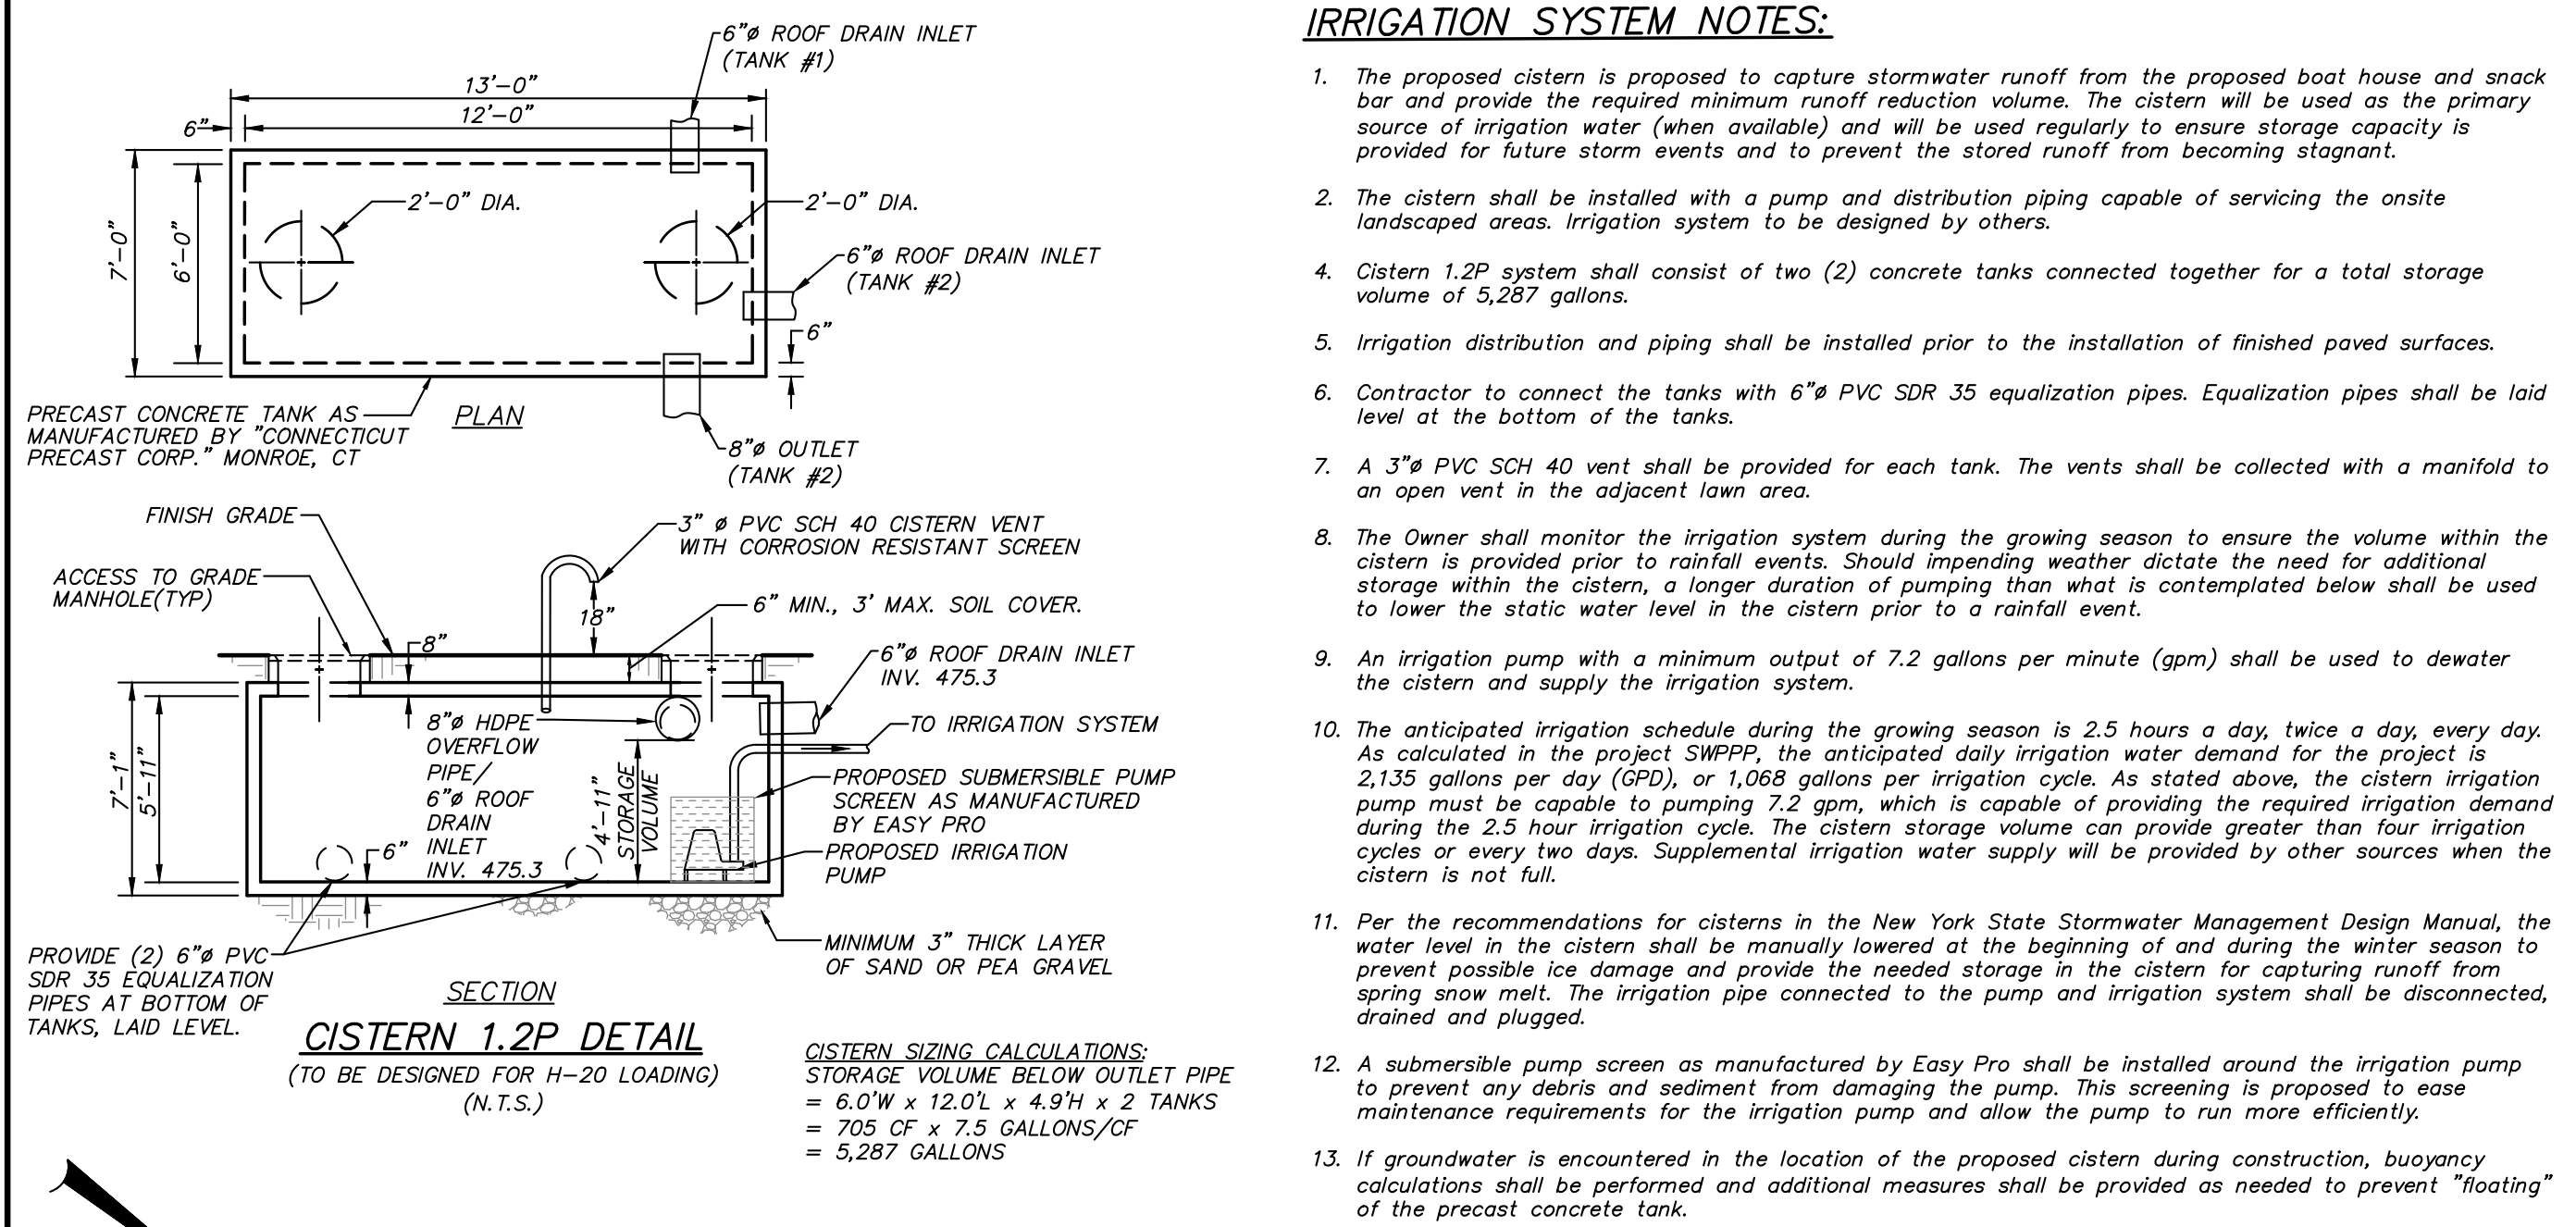 6"ø ROOF DRAIN INLET
(TANK #1)
13'-0"
12'-0"
6"
2'-0" DIA.
2'-0" DIA.
7'-0"
6'-0"
6"ø ROOF DRAIN INLET
(TANK #2)
6"
PRECAST CONCRETE TANK AS
MANUFACTURED BY "CONNECTICUT
PRECAST CORP." MONROE, CT
PLAN
8"ø OUTLET
(TANK #2)
FINISH GRADE
3" ø PVC SCH 40 CISTERN VENT
WITH CORROSION RESISTANT SCREEN
ACCESS TO GRADE
MANHOLE(TYP)
18"
6" MIN., 3' MAX. SOIL COVER.
8"
6"ø ROOF DRAIN INLET
INV. 475.3
8"ø HDPE
OVERFLOW
PIPE/
6"ø ROOF
DRAIN
INLET
INV. 475.3
TO IRRIGATION SYSTEM
7'-1"
5'-11"
4'-11"
STORAGE
VOLUME
PROPOSED SUBMERSIBLE PUMP
SCREEN AS MANUFACTURED
BY EASY PRO
6"
PROPOSED IRRIGATION
PUMP
MINIMUM 3" THICK LAYER
OF SAND OR PEA GRAVEL
PROVIDE (2) 6"ø PVC
SDR 35 EQUALIZATION
PIPES AT BOTTOM OF
TANKS, LAID LEVEL.
SECTION
CISTERN 1.2P DETAIL
(TO BE DESIGNED FOR H-20 LOADING)
(N.T.S.)
CISTERN SIZING CALCULATIONS:
STORAGE VOLUME BELOW OUTLET PIPE
= 6.0'W x 12.0'L x 4.9'H x 2 TANKS
= 705 CF x 7.5 GALLONS/CF
= 5,287 GALLONS
IRRIGATION SYSTEM NOTES:
1. The proposed cistern is proposed to capture stormwater runoff from the proposed boat house and snack
bar and provide the required minimum runoff reduction volume. The cistern will be used as the primary
source of irrigation water (when available) and will be used regularly to ensure storage capacity is
provided for future storm events and to prevent the stored runoff from becoming stagnant.
2. The cistern shall be installed with a pump and distribution piping capable of servicing the onsite
landscaped areas. Irrigation system to be designed by others.
4. Cistern 1.2P system shall consist of two (2) concrete tanks connected together for a total storage
volume of 5,287 gallons.
5. Irrigation distribution and piping shall be installed prior to the installation of finished paved surfaces.
6. Contractor to connect the tanks with 6"ø PVC SDR 35 equalization pipes. Equalization pipes shall be laid
level at the bottom of the tanks.
7. A 3"ø PVC SCH 40 vent shall be provided for each tank. The vents shall be collected with a manifold to
an open vent in the adjacent lawn area.
8. The Owner shall monitor the irrigation system during the growing season to ensure the volume within the
cistern is provided prior to rainfall events. Should impending weather dictate the need for additional
storage within the cistern, a longer duration of pumping than what is contemplated below shall be used
to lower the static water level in the cistern prior to a rainfall event.
9. An irrigation pump with a minimum output of 7.2 gallons per minute (gpm) shall be used to dewater
the cistern and supply the irrigation system.
10. The anticipated irrigation schedule during the growing season is 2.5 hours a day, twice a day, every day.
As calculated in the project SWPPP, the anticipated daily irrigation water demand for the project is
2,135 gallons per day (GPD), or 1,068 gallons per irrigation cycle. As stated above, the cistern irrigation
pump must be capable to pumping 7.2 gpm, which is capable of providing the required irrigation demand
during the 2.5 hour irrigation cycle. The cistern storage volume can provide greater than four irrigation
cycles or every two days. Supplemental irrigation water supply will be provided by other sources when the
cistern is not full.
11. Per the recommendations for cisterns in the New York State Stormwater Management Design Manual, the
water level in the cistern shall be manually lowered at the beginning of and during the winter season to
prevent possible ice damage and provide the needed storage in the cistern for capturing runoff from
spring snow melt. The irrigation pipe connected to the pump and irrigation system shall be disconnected,
drained and plugged.
12. A submersible pump screen as manufactured by Easy Pro shall be installed around the irrigation pump
to prevent any debris and sediment from damaging the pump. This screening is proposed to ease
maintenance requirements for the irrigation pump and allow the pump to run more efficiently.
13. If groundwater is encountered in the location of the proposed cistern during construction, buoyancy
calculations shall be performed and additional measures shall be provided as needed to prevent "floating"
of the precast concrete tank.